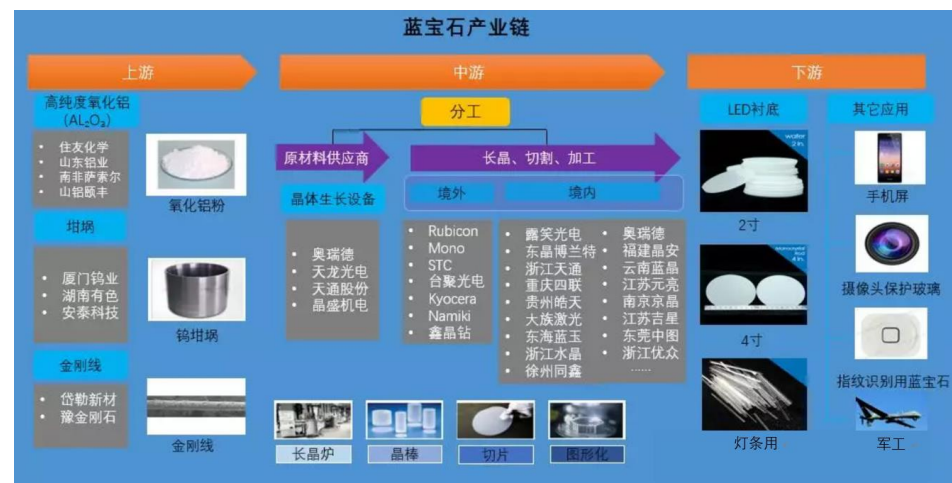 蓝宝石产业链
上游
高纯度氧化铝
（AL₂O₃）
• 住友化学
• 山东铝业
• 南非萨索尔
• 山铝颐丰
氧化铝粉
坩埚
• 厦门钨业
• 湖南有色
• 安泰科技
钨坩埚
金刚线
• 岱勒新材
• 豫金刚石
金刚线
中游
分工
原材料供应商
长晶、切割、加工
晶体生长设备
• 奥瑞德
• 天龙光电
• 天通股份
• 晶盛机电
境外
境内
• Rubicon
• Mono
• STC
• 台聚光电
• Kyocera
• Namiki
• 鑫晶钻
• 露笑光电
• 东晶博兰特
• 浙江天通
• 重庆四联
• 贵州皓天
• 大族激光
• 东海蓝玉
• 浙江水晶
• 徐州同鑫
• 奥瑞德
• 福建晶安
• 云南蓝晶
• 江苏元亮
• 南京京晶
• 江苏吉星
• 东莞中图
• 浙江优众
……
长晶炉
晶棒
切片
图形化
下游
LED衬底
2寸
4寸
灯条用
其它应用
手机屏
摄像头保护玻璃
指纹识别用蓝宝石
军工